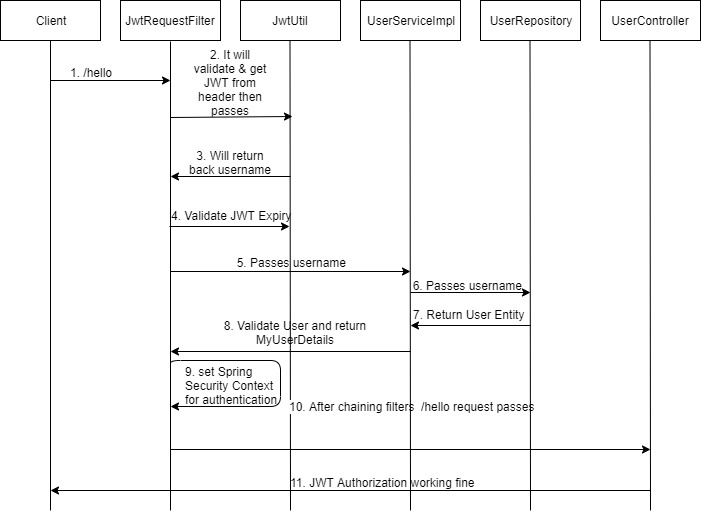 Client
JwtRequestFilter
JwtUtil
UserServiceImpl
UserRepository
UserController
1. /hello
2. It will
validate & get
JWT from
header then
passes
3. Will return
back username
4. Validate JWT Expiry
5. Passes username
6. Passes username
7. Return User Entity
8. Validate User and return
MyUserDetails
9. set Spring
Security Context
for authentication
10. After chaining filters /hello request passes
11. JWT Authorization working fine